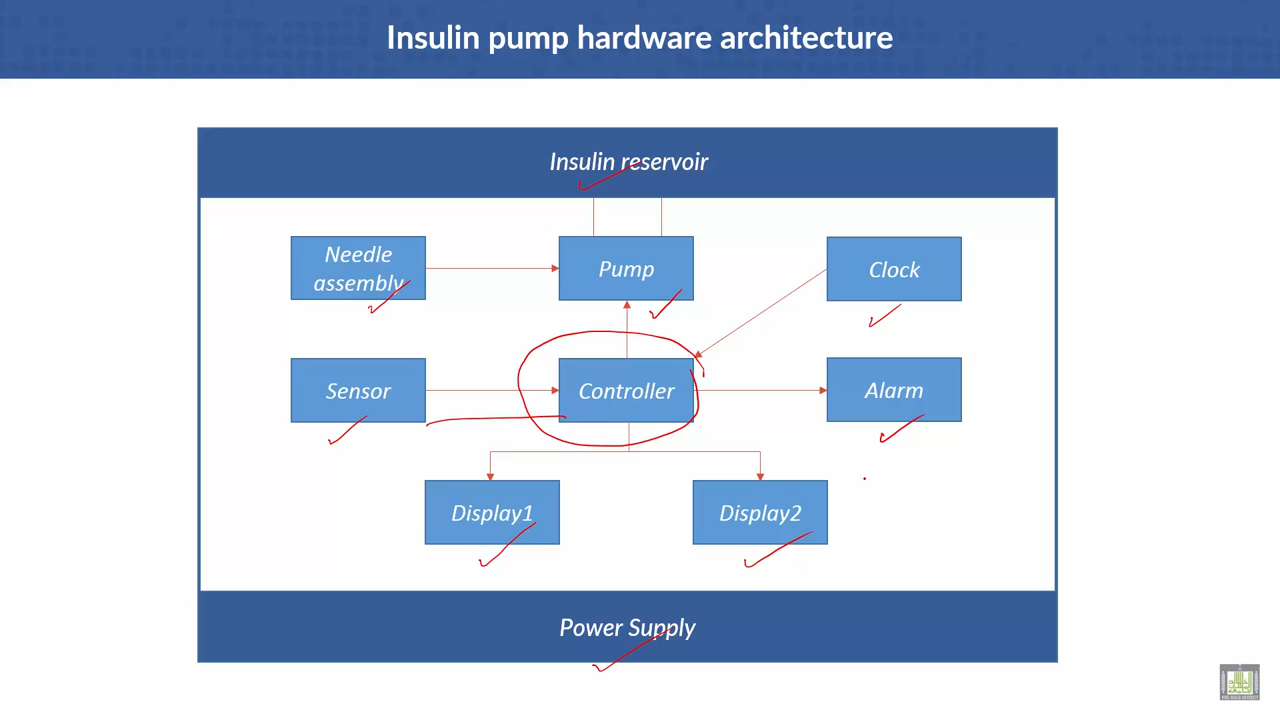 Insulin pump hardware architecture
Insulin reservoir
Needle
assembly
Pump
Clock
Sensor
Controller
Alarm
Display1
Display2
Power Supply